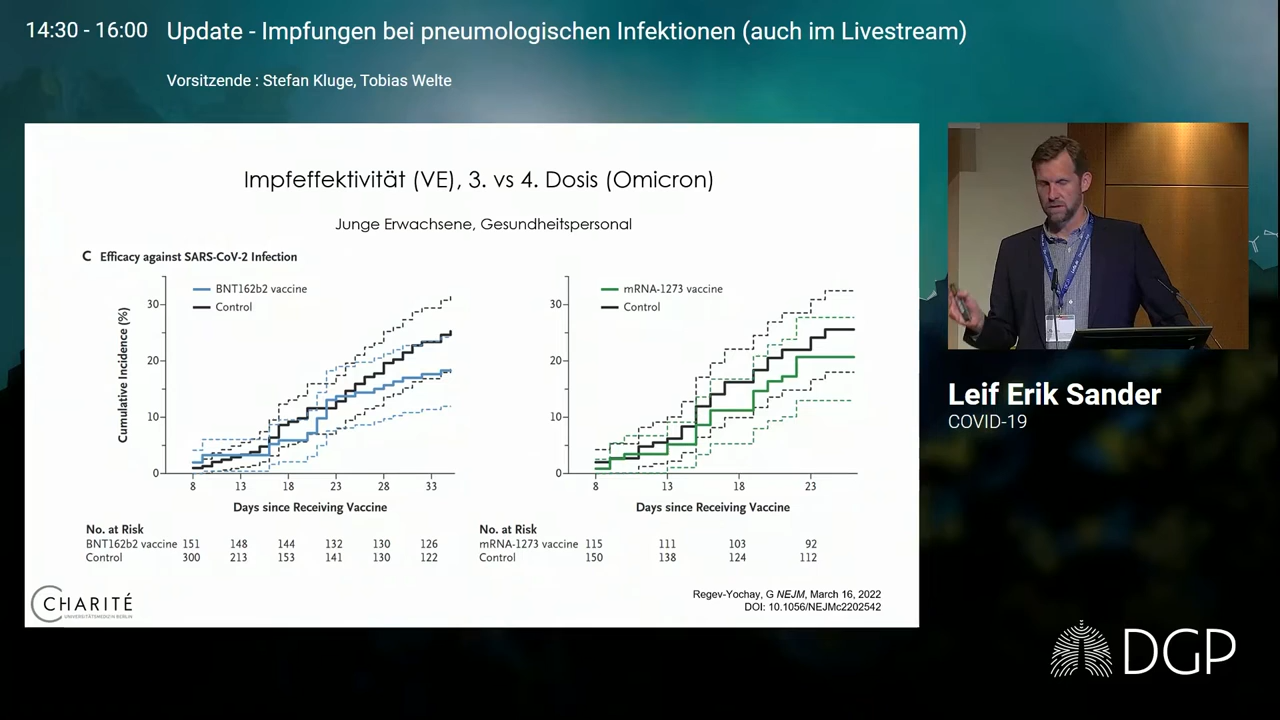 14:30 - 16:00 Update - Impfungen bei pneumologischen Infektionen (auch im Livestream)
Vorsitzende : Stefan Kluge, Tobias Welte
Impfeffektivität (VE), 3. vs 4. Dosis (Omicron)
Junge Erwachsene, Gesundheitspersonal
C Efficacy against SARS-CoV-2 Infection
BNT162b2 vaccine
Control
Cumulative Incidence (%)
30
20
10
0
8 13 18 23 28 33
Days since Receiving Vaccine
No. at Risk
BNT162b2 vaccine 151 148 144 132 130 126
Control 300 213 153 141 130 122
mRNA-1273 vaccine
Control
30
20
10
0
8 13 18 23
Days since Receiving Vaccine
No. at Risk
mRNA-1273 vaccine 115 111 103 92
Control 150 138 124 112
CHARITÉ
UNIVERSITÄTSMEDIZIN BERLIN
Regev-Yochay, G NEJM, March 16, 2022
DOI: 10.1056/NEJMc2202542
Leif Erik Sander
COVID-19
DGP